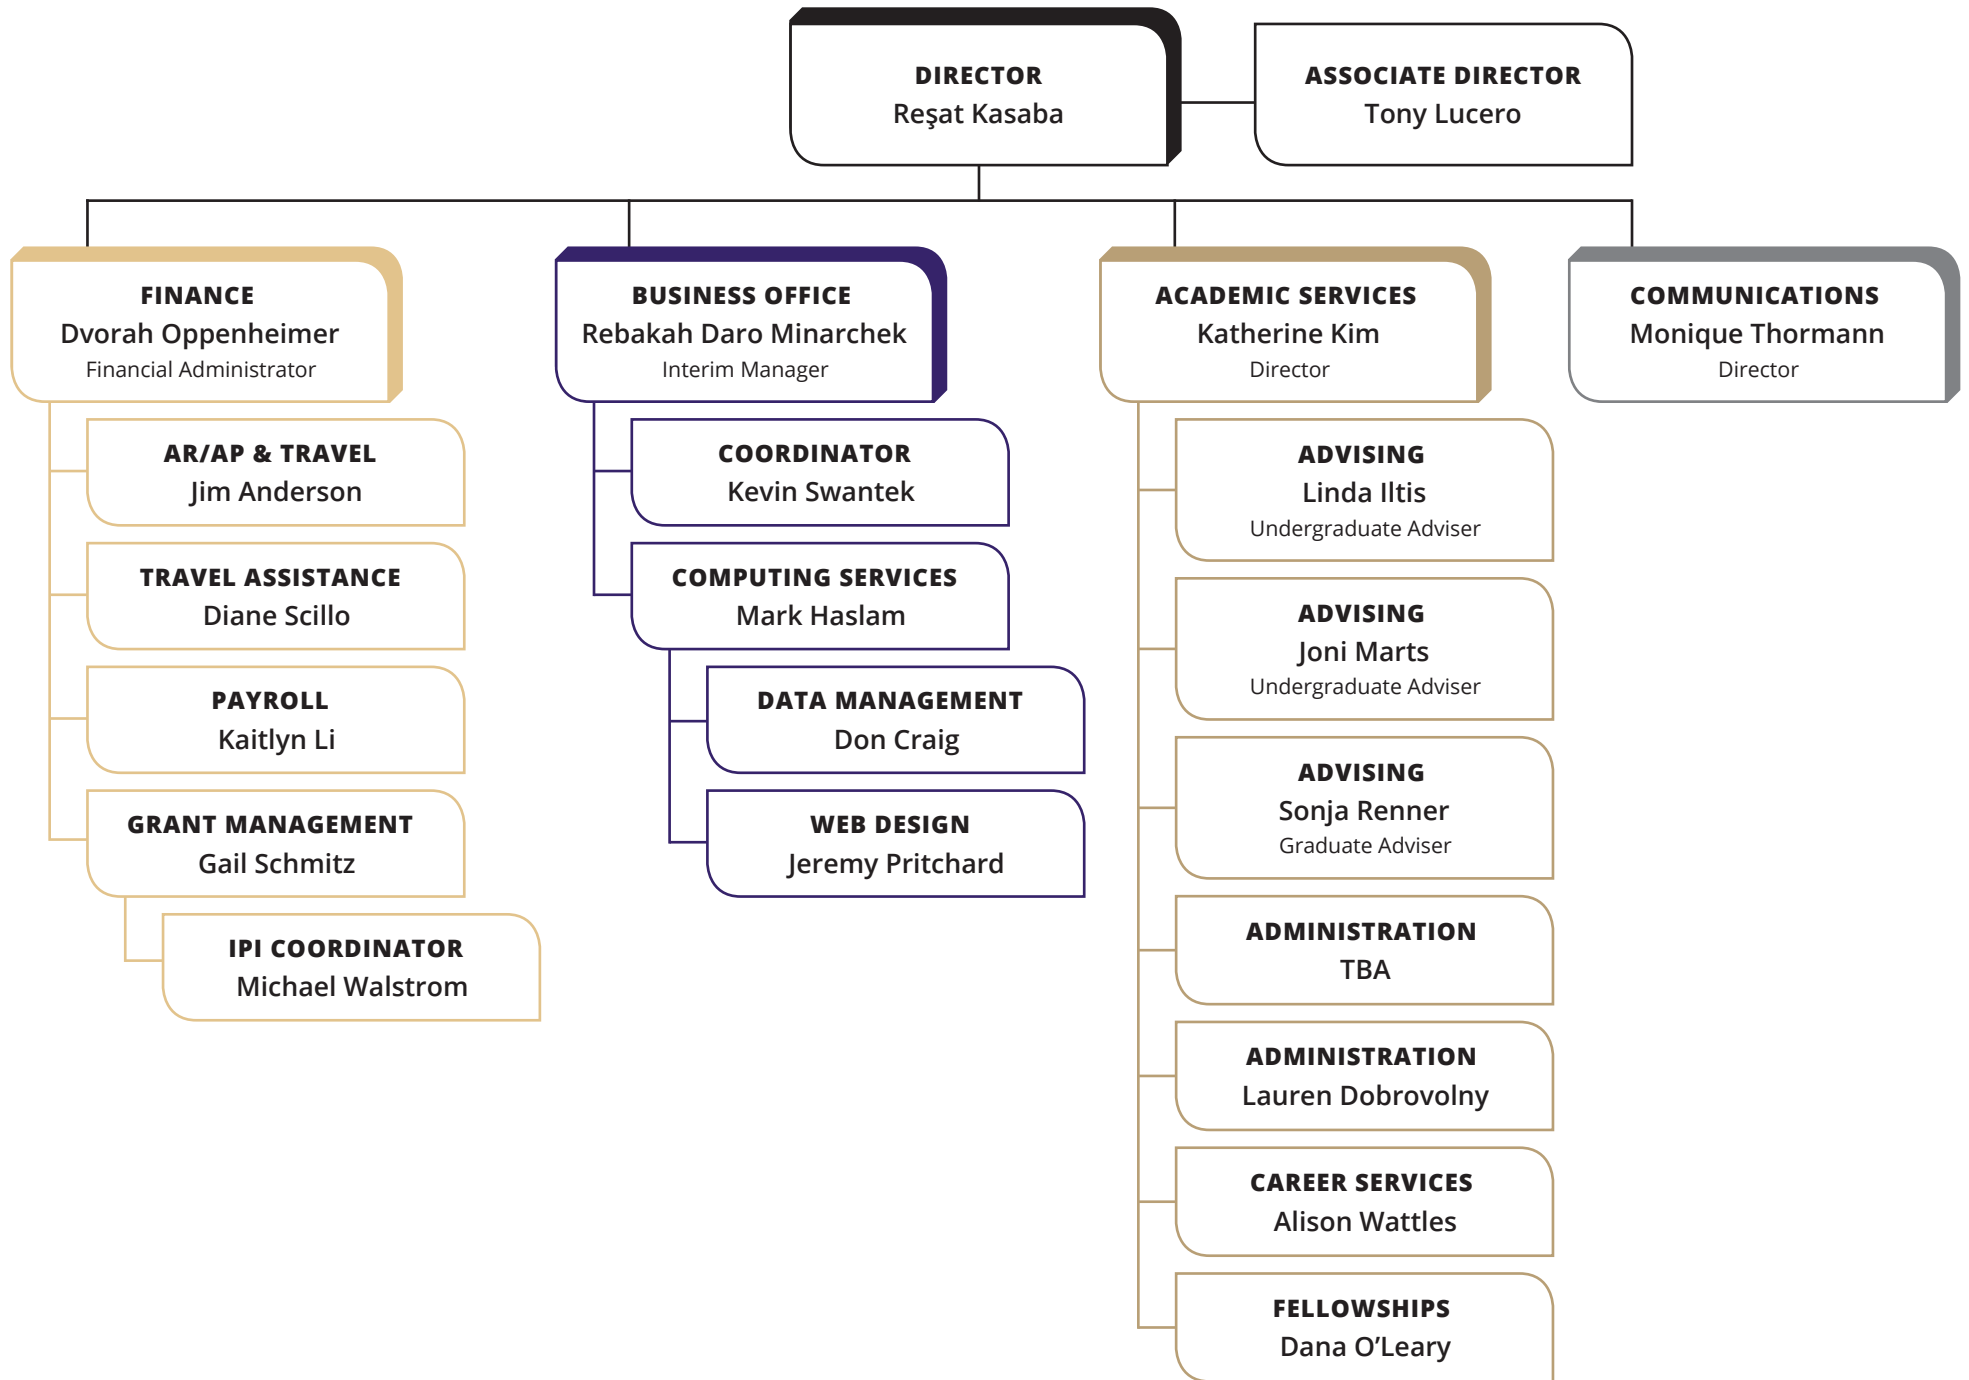 DIRECTOR
Reşat Kasaba
ASSOCIATE DIRECTOR
Tony Lucero
FINANCE
Dvorah Oppenheimer
Financial Administrator
AR/AP & TRAVEL
Jim Anderson
TRAVEL ASSISTANCE
Diane Scillo
PAYROLL
Kaitlyn Li
GRANT MANAGEMENT
Gail Schmitz
IPI COORDINATOR
Michael Walstrom
BUSINESS OFFICE
Rebakah Daro Minarchek
Interim Manager
COORDINATOR
Kevin Swantek
COMPUTING SERVICES
Mark Haslam
DATA MANAGEMENT
Don Craig
WEB DESIGN
Jeremy Pritchard
ACADEMIC SERVICES
Katherine Kim
Director
ADVISING
Linda Iltis
Undergraduate Adviser
ADVISING
Joni Marts
Undergraduate Adviser
ADVISING
Sonja Renner
Graduate Adviser
ADMINISTRATION
TBA
ADMINISTRATION
Lauren Dobrovolny
CAREER SERVICES
Alison Wattles
FELLOWSHIPS
Dana O’Leary
COMMUNICATIONS
Monique Thormann
Director